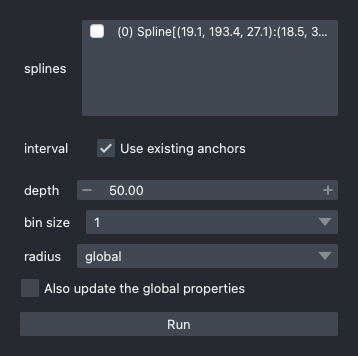 splines
(0) Spline[(19.1, 193.4, 27.1):(18.5, 3...
interval
Use existing anchors
depth
50.00
bin size
1
radius
global
Also update the global properties
Run